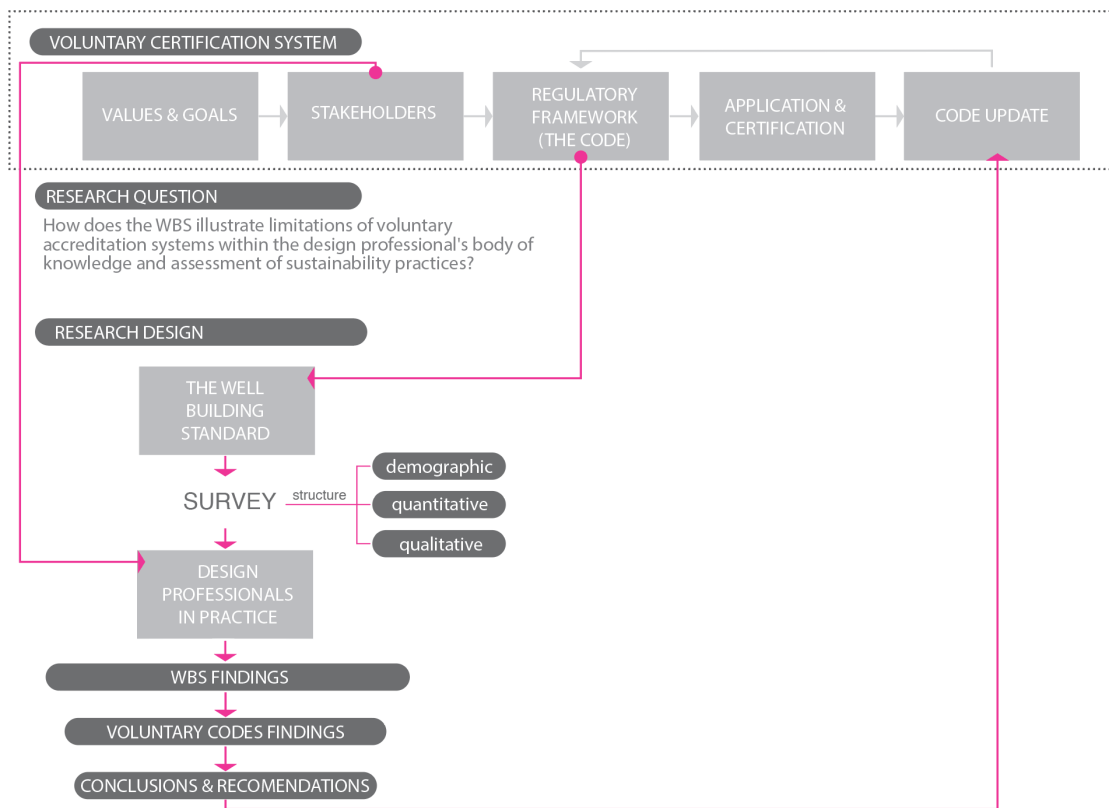 VOLUNTARY CERTIFICATION SYSTEM
VALUES & GOALS
STAKEHOLDERS
REGULATORY
FRAMEWORK
(THE CODE)
APPLICATION &
CERTIFICATION
CODE UPDATE
RESEARCH QUESTION
How does the WBS illustrate limitations of voluntary
accreditation systems within the design professional's body of
knowledge and assessment of sustainability practices?
RESEARCH DESIGN
THE WELL
BUILDING
STANDARD
SURVEY
structure
demographic
quantitative
qualitative
DESIGN
PROFESSIONALS
IN PRACTICE
WBS FINDINGS
VOLUNTARY CODES FINDINGS
CONCLUSIONS & RECOMENDATIONS